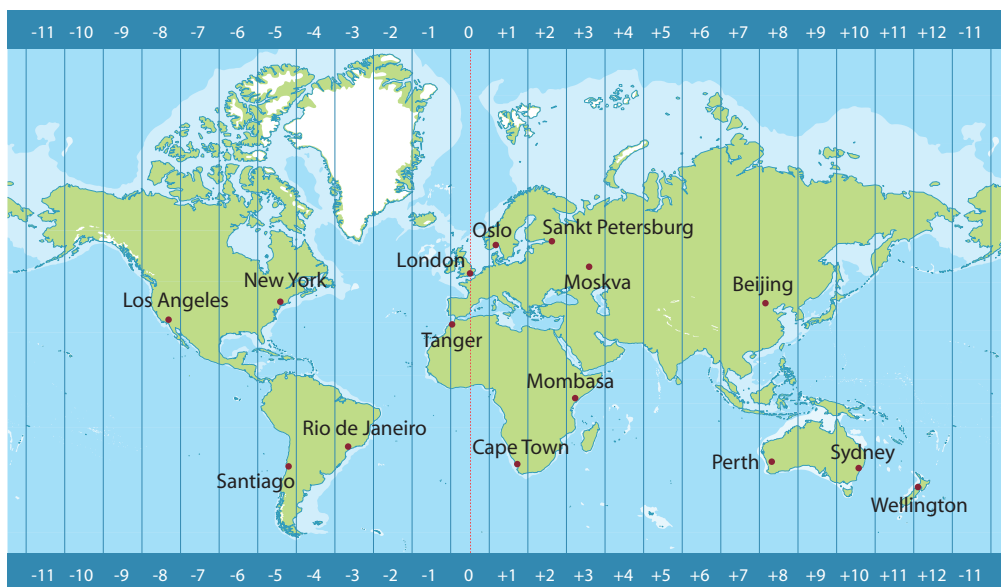 -11 -10 -9 -8 -7 -6 -5 -4 -3 -2 -1 0 +1 +2 +3 +4 +5 +6 +7 +8 +9 +10 +11 +12 -11
Oslo
Sankt Petersburg
London
Moskva
New York
Beijing
Los Angeles
Tanger
Mombasa
Rio de Janeiro
Cape Town
Perth
Sydney
Santiago
Wellington
-11 -10 -9 -8 -7 -6 -5 -4 -3 -2 -1 0 +1 +2 +3 +4 +5 +6 +7 +8 +9 +10 +11 +12 -11